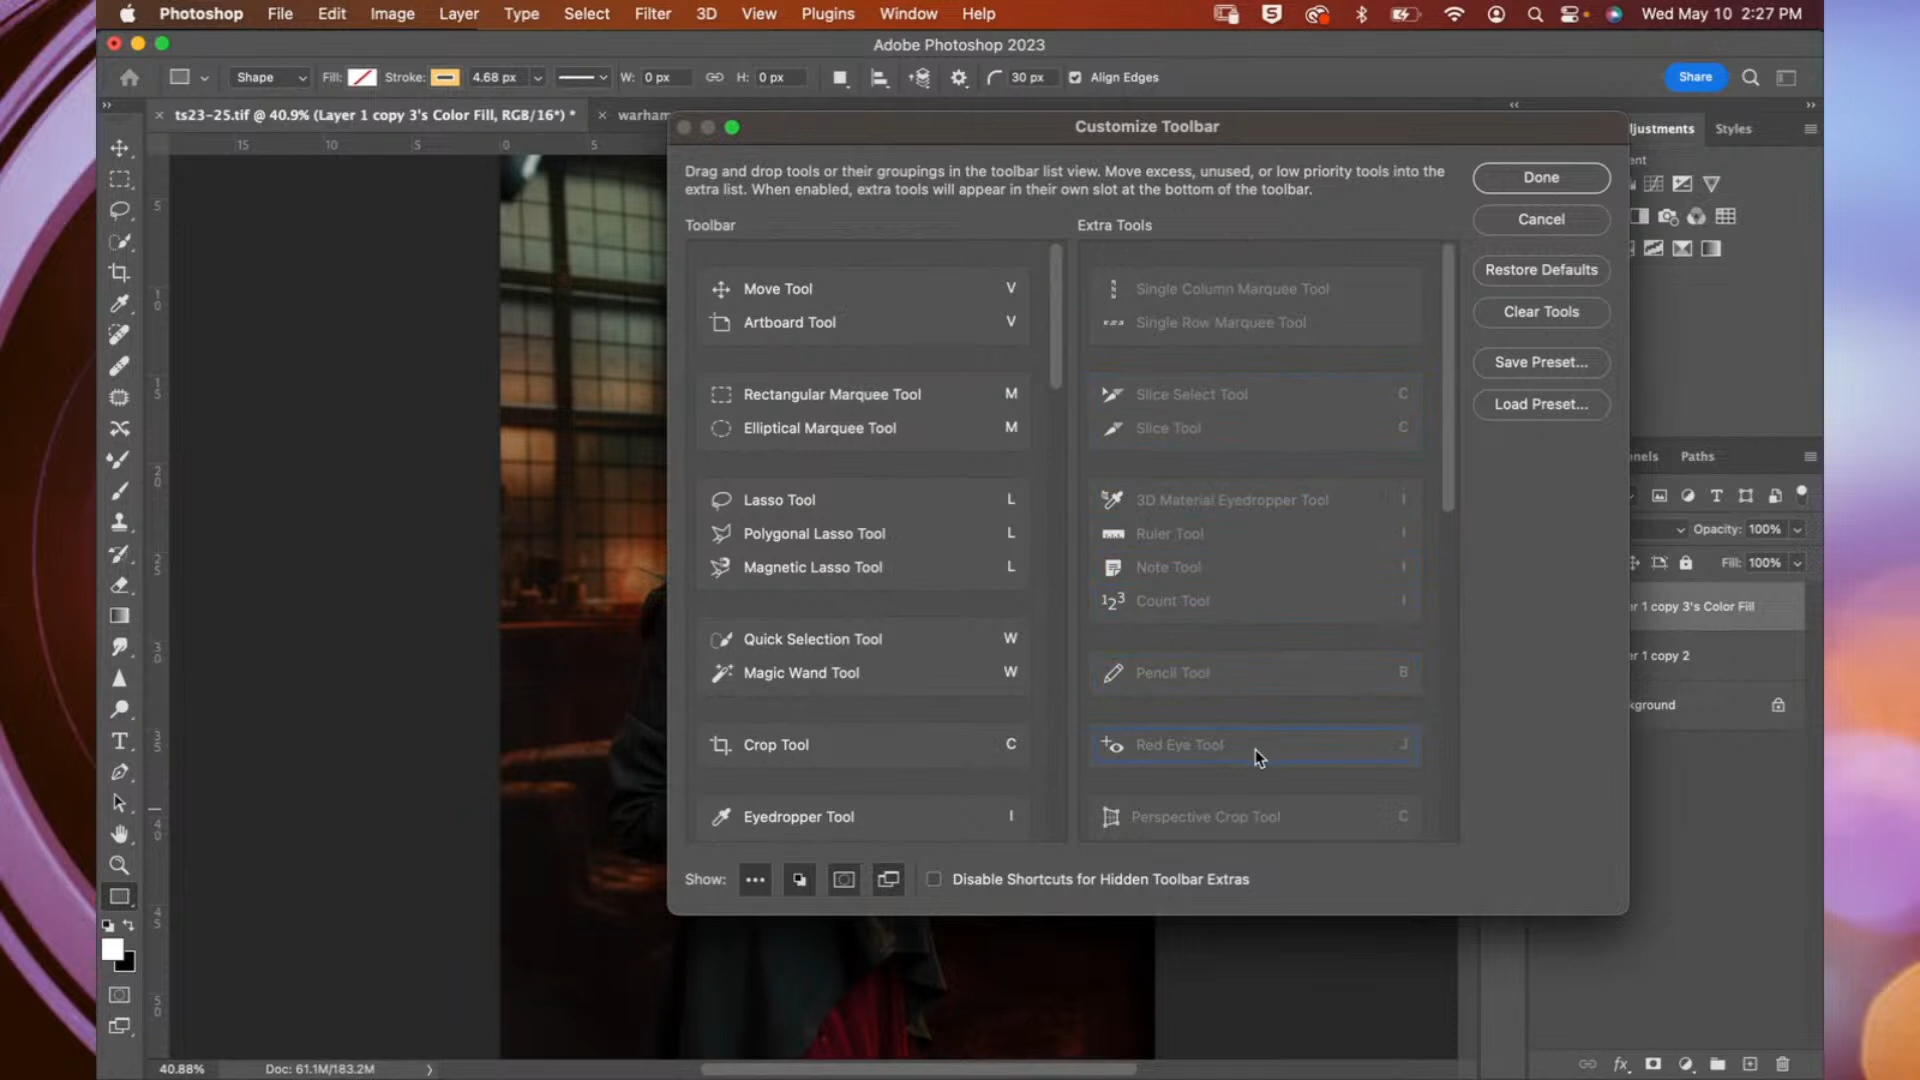 Photoshop File Edit Image Layer Type Select Filter 3D View Plugins Window Help Wed May 10 2:27 PM
Adobe Photoshop 2023
Shape Fill: Stroke: 4.68 px W: 0 px H: 0 px 30 px Align Edges Share
ts23-25.tif @ 40.9% (Layer 1 copy 3's Color Fill, RGB/16*) * warham
Customize Toolbar
djustments Styles
15 10 5 0 5
Drag and drop tools or their groupings in the toolbar list view. Move excess, unused, or low priority tools into the
extra list. When enabled, extra tools will appear in their own slot at the bottom of the toolbar.
Done
Cancel
Restore Defaults
Clear Tools
Save Preset...
Load Preset...
Toolbar
Move Tool V
Artboard Tool V
Rectangular Marquee Tool M
Elliptical Marquee Tool M
Lasso Tool L
Polygonal Lasso Tool L
Magnetic Lasso Tool L
Quick Selection Tool W
Magic Wand Tool W
Crop Tool C
Eyedropper Tool I
Extra Tools
Single Column Marquee Tool
Single Row Marquee Tool
Slice Select Tool C
Slice Tool C
3D Material Eyedropper Tool I
Ruler Tool I
Note Tool I
Count Tool I
Pencil Tool B
Red Eye Tool J
Perspective Crop Tool C
Show: Disable Shortcuts for Hidden Toolbar Extras
nnels Paths
Opacity: 100%
Fill: 100%
er 1 copy 3's Color Fill
er 1 copy 2
kground
40.88% Doc: 61.1M/183.2M